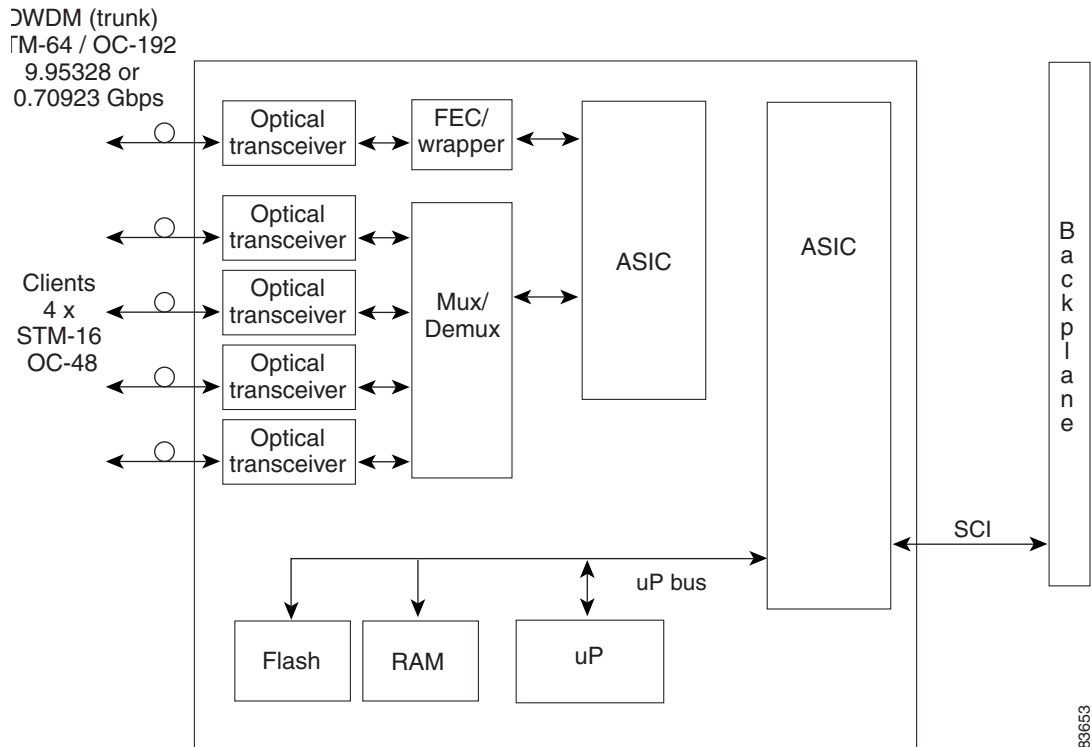 DWDM (trunk)
TM-64 / OC-192
9.95328 or
0.70923 Gbps
Optical
transceiver
FEC/
wrapper
Optical
transceiver
Optical
transceiver
Optical
transceiver
Optical
transceiver
Clients
4 x
STM-16
OC-48
Mux/
Demux
ASIC
ASIC
Backplane
SCI
uP bus
Flash
RAM
uP
83653